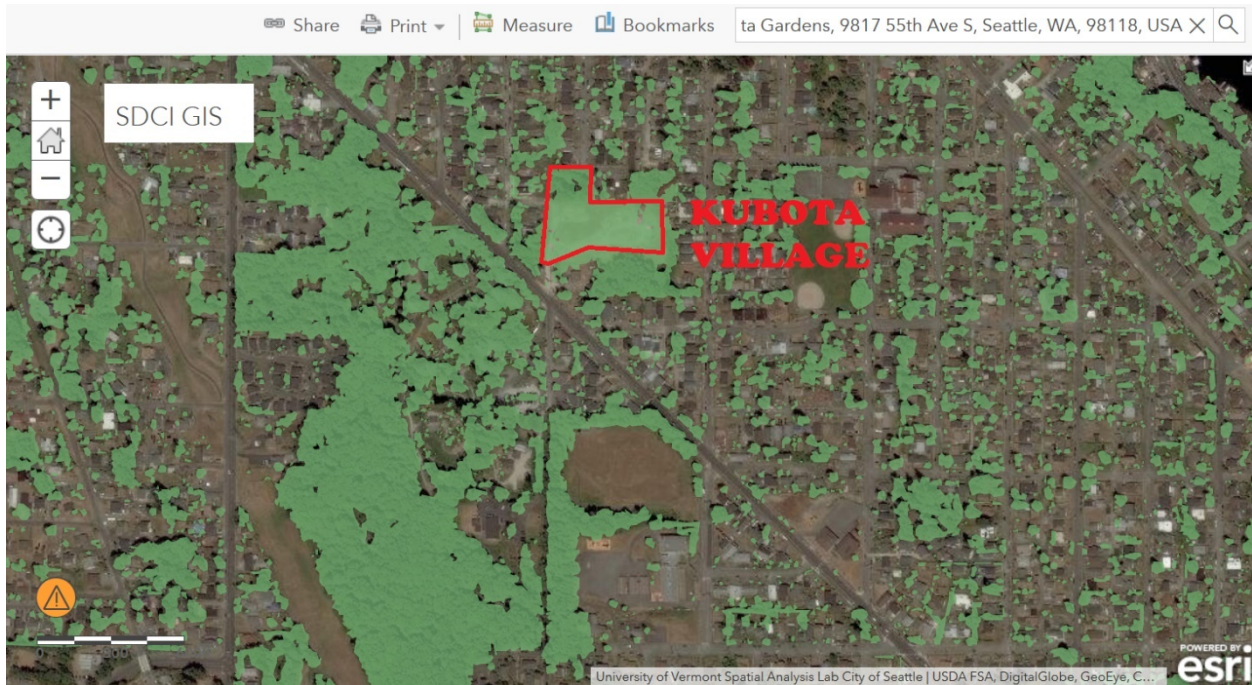 Share Print Measure Bookmarks ta Gardens, 9817 55th Ave S, Seattle, WA, 98118, USA
+
SDCI GIS
−
KUBOTA
VILLAGE
POWERED BY
esri
University of Vermont Spatial Analysis Lab City of Seattle | USDA FSA, DigitalGlobe, GeoEye, C...